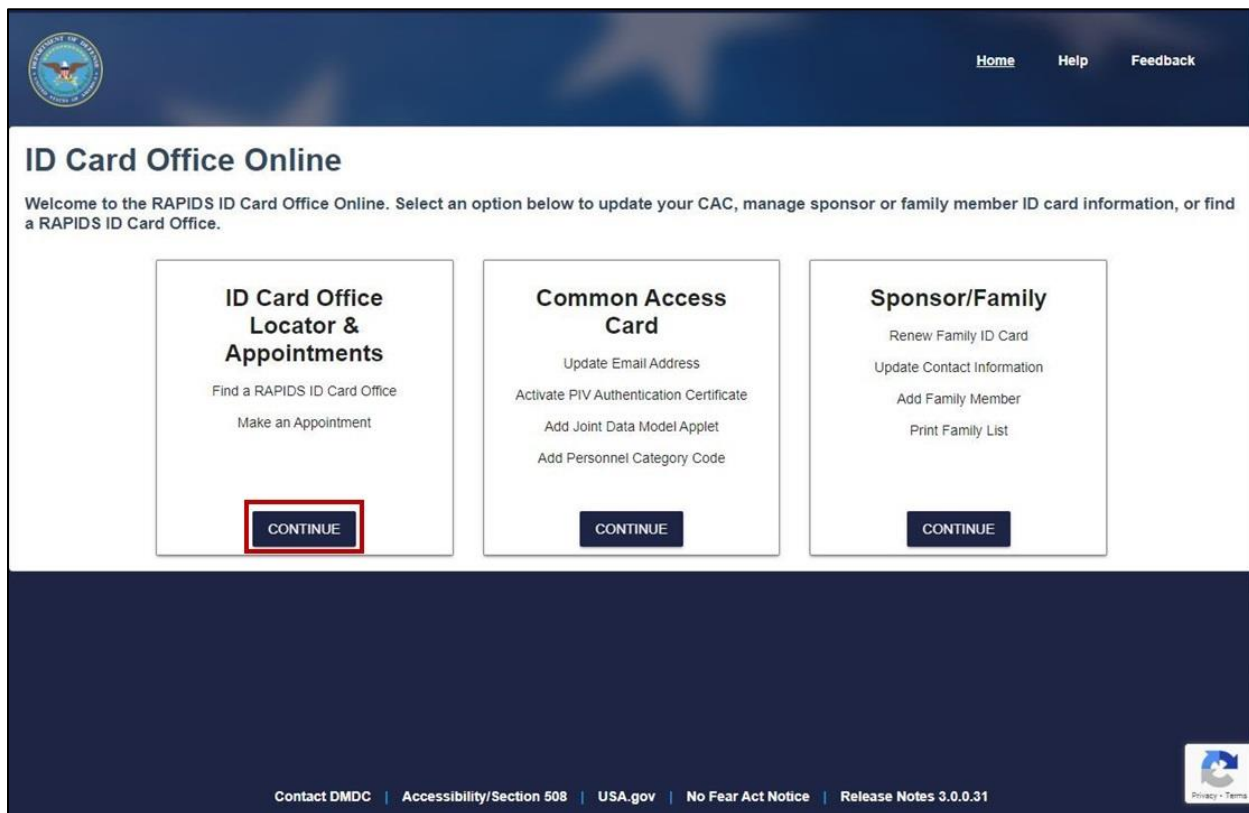 Home Help Feedback
ID Card Office Online
Welcome to the RAPIDS ID Card Office Online. Select an option below to update your CAC, manage sponsor or family member ID card information, or find
a RAPIDS ID Card Office.
ID Card Office
Locator &
Appointments
Find a RAPIDS ID Card Office
Make an Appointment
CONTINUE
Common Access
Card
Update Email Address
Activate PIV Authentication Certificate
Add Joint Data Model Applet
Add Personnel Category Code
CONTINUE
Sponsor/Family
Renew Family ID Card
Update Contact Information
Add Family Member
Print Family List
CONTINUE
Contact DMDC | Accessibility/Section 508 | USA.gov | No Fear Act Notice | Release Notes 3.0.0.31
Privacy - Terms